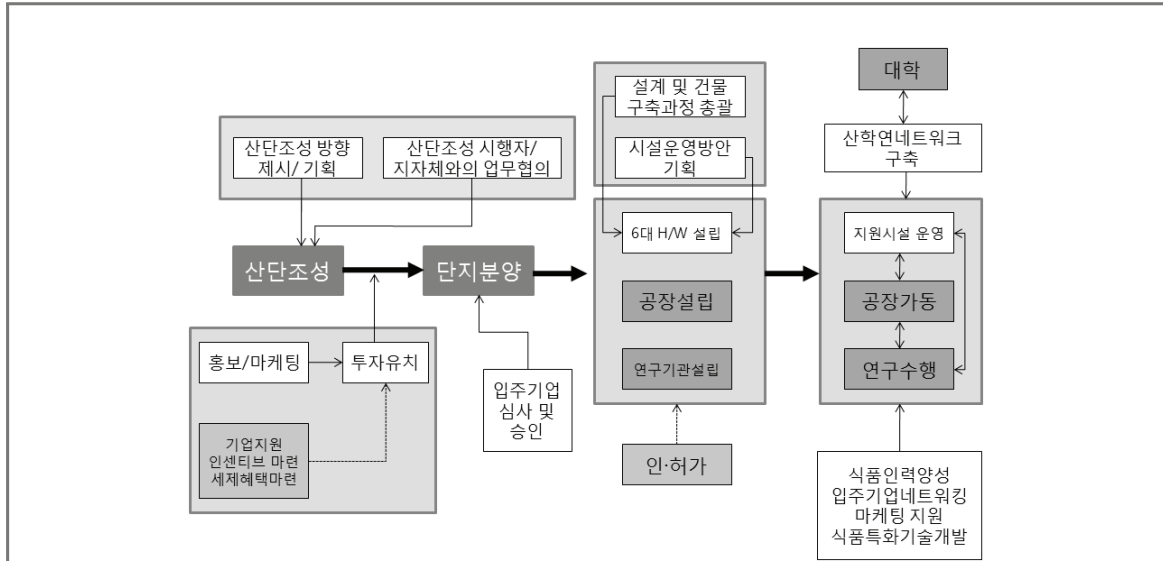 산단조성 방향
제시/ 기획
산단조성 시행자/
지자체와의 업무협의
설계 및 건물
구축과정 총괄
시설운영방안
기획
대학
산학연네트워크
구축
산단조성
단지분양
6대 H/W 설립
공장설립
연구기관설립
지원시설 운영
공장가동
연구수행
홍보/마케팅
투자유치
기업지원
인센티브 마련
세제혜택마련
입주기업
심사 및
승인
인·허가
식품인력양성
입주기업네트워킹
마케팅 지원
식품특화기술개발